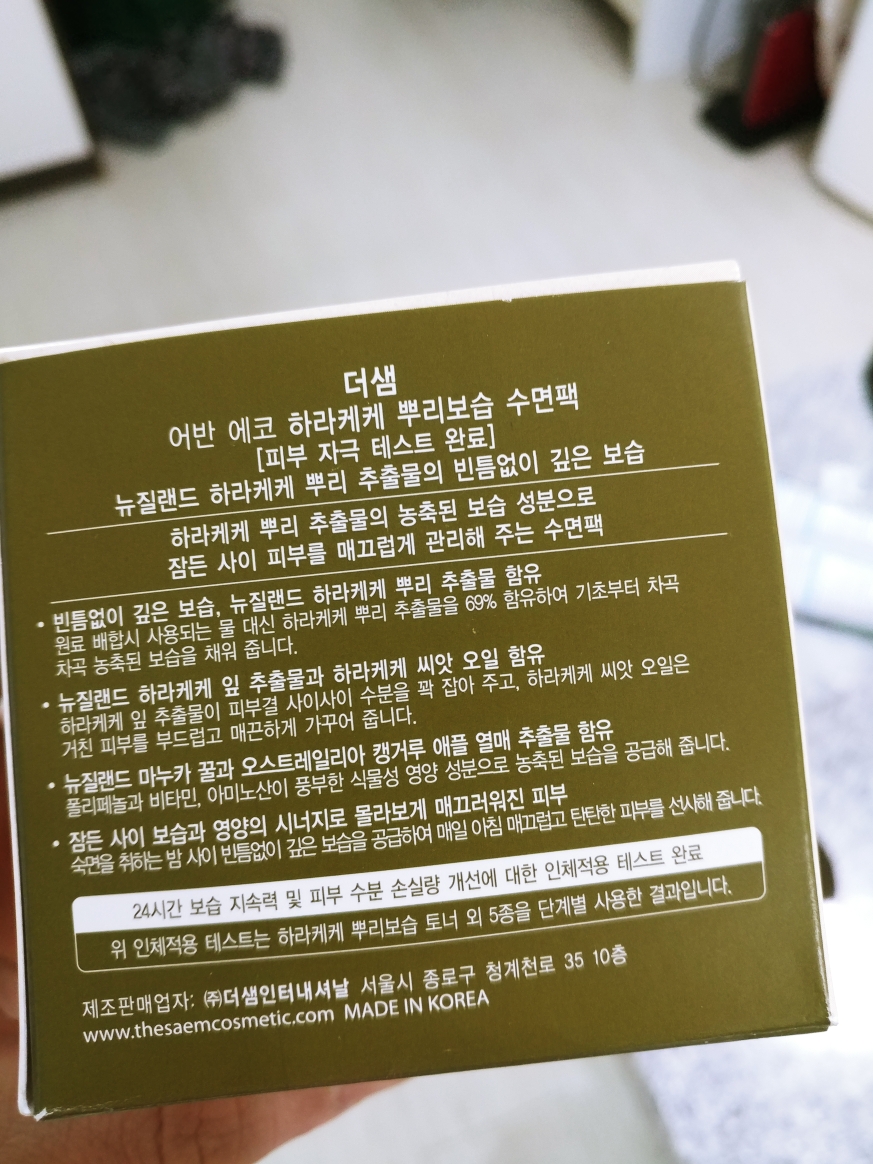 더샘
어반 에코 하라케케 뿌리보습 수면팩
[피부 자극 테스트 완료]
뉴질랜드 하라케케 뿌리 추출물의 빈틈없이 깊은 보습
하라케케 뿌리 추출물의 농축된 보습 성분으로
잠든 사이 피부를 매끄럽게 관리해 주는 수면팩
• 빈틈없이 깊은 보습, 뉴질랜드 하라케케 뿌리 추출물 함유
원료 배합시 사용되는 물 대신 하라케케 뿌리 추출물을 69% 함유하여 기초부터 차곡
차곡 농축된 보습을 채워 줍니다.
• 뉴질랜드 하라케케 잎 추출물과 하라케케 씨앗 오일 함유
하라케케 잎 추출물이 피부결 사이사이 수분을 꽉 잡아 주고, 하라케케 씨앗 오일은
거친 피부를 부드럽고 매끈하게 가꾸어 줍니다.
• 뉴질랜드 마누카 꿀과 오스트레일리아 캥거루 애플 열매 추출물 함유
폴리페놀과 비타민, 아미노산이 풍부한 식물성 영양 성분으로 농축된 보습을 공급해 줍니다.
• 잠든 사이 보습과 영양의 시너지로 몰라보게 매끄러워진 피부
숙면을 취하는 밤 사이 빈틈없이 깊은 보습을 공급하여 매일 아침 매끄럽고 탄탄한 피부를 선사해 줍니다.
24시간 보습 지속력 및 피부 수분 손실량 개선에 대한 인체적용 테스트 완료
위 인체적용 테스트는 하라케케 뿌리보습 토너 외 5종을 단계별 사용한 결과입니다.
제조판매업자: ㈜더샘인터내셔날 서울시 종로구 청계천로 35 10층
www.thesaemcosmetic.com MADE IN KOREA